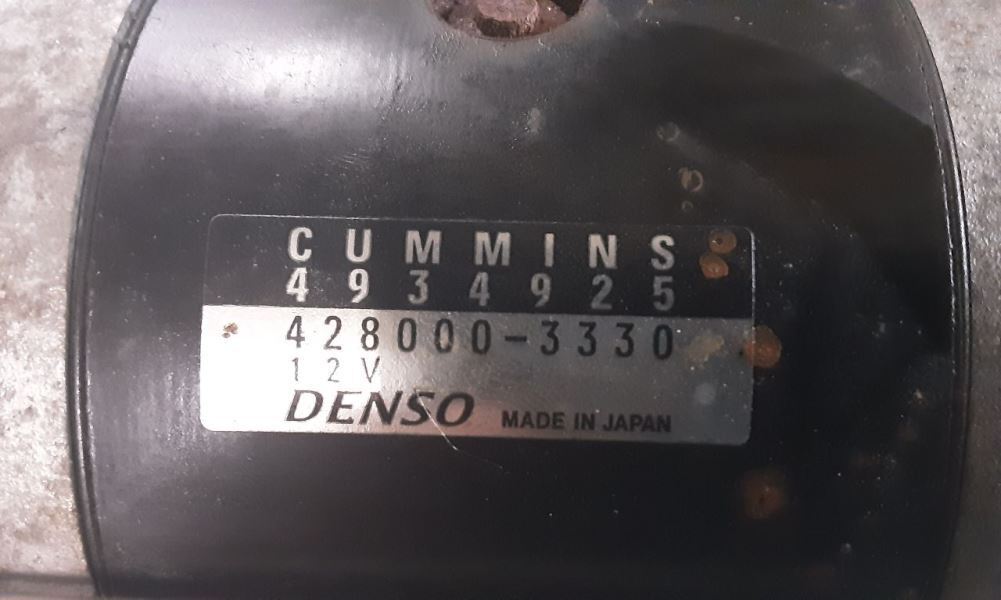 CUMMINS
4934925
428000-3330
12V
DENSO MADE IN JAPAN